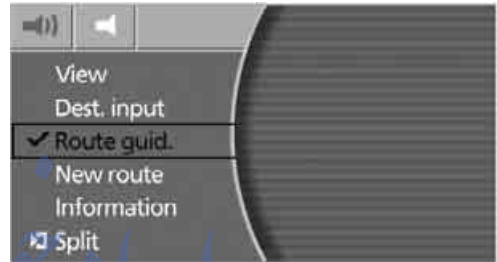 View
Dest. input
Route guid.
New route
Information
Split